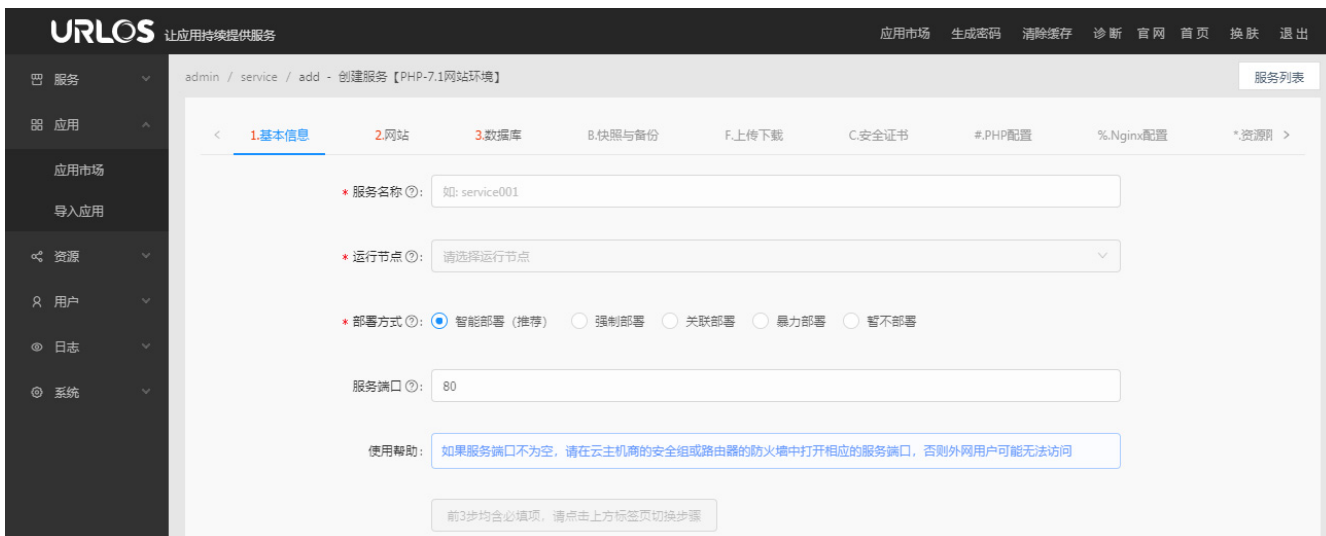 URLOS 让应用持续提供服务
应用市场 生成密码 清除缓存 诊断 官网 首页 换肤 退出
服务
应用
应用市场
导入应用
资源
用户
日志
系统
admin / service / add - 创建服务【PHP-7.1网站环境】
服务列表
< 1.基本信息 2.网站 3.数据库 B.快照与备份 F.上传下载 C.安全证书 #.PHP配置 %.Nginx配置 *.资源 >
* 服务名称 ?: 如: service001
* 运行节点 ?: 请选择运行节点
* 部署方式 ?: 智能部署（推荐） 强制部署 关联部署 暴力部署 暂不部署
服务端口 ?: 80
使用帮助: 如果服务端口不为空，请在云主机商的安全组或路由器的防火墙中打开相应的服务端口，否则外网用户可能无法访问
前3步均含必填项，请点击上方标签页切换步骤